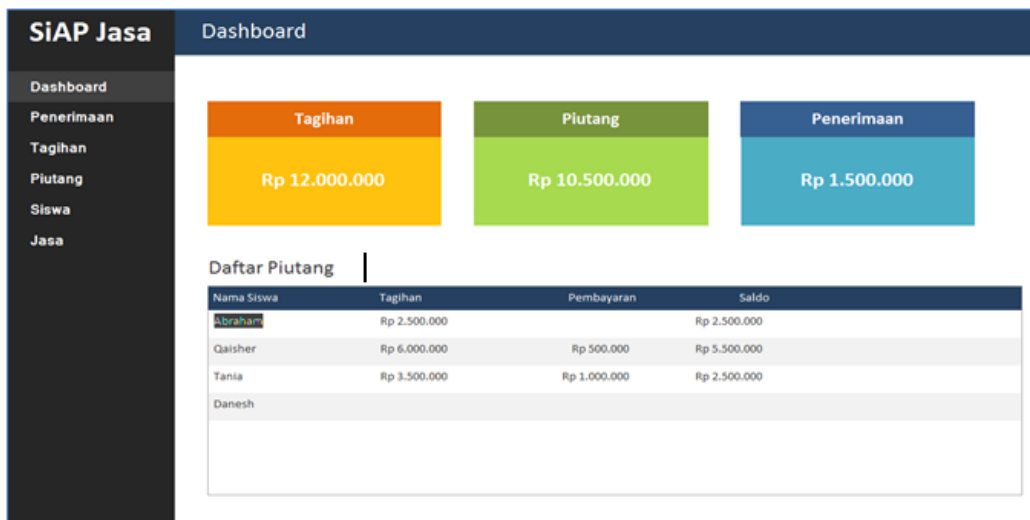 SiAP Jasa
Dashboard
Dashboard
Penerimaan
Tagihan
Piutang
Siswa
Jasa
Tagihan Piutang Penerimaan
Rp 12.000.000 Rp 10.500.000 Rp 1.500.000
Daftar Piutang
Nama Siswa Tagihan Pembayaran Saldo
Abraham Rp 2.500.000 Rp 2.500.000
Qaisher Rp 6.000.000 Rp 500.000 Rp 5.500.000
Tania Rp 3.500.000 Rp 1.000.000 Rp 2.500.000
Danesh